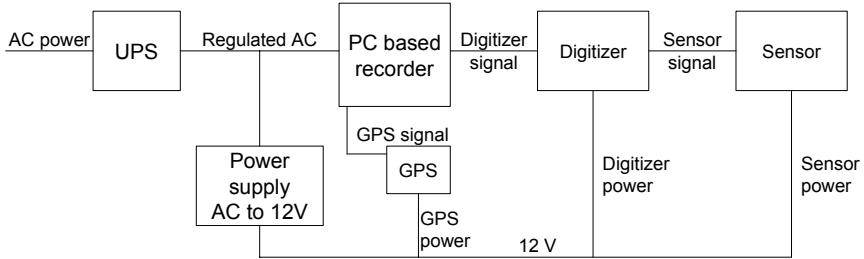 AC power
UPS
Regulated AC
PC based
recorder
Digitizer
signal
Digitizer
Sensor
signal
Sensor
GPS signal
GPS
Power
supply
AC to 12V
GPS
power
12 V
Digitizer
power
Sensor
power